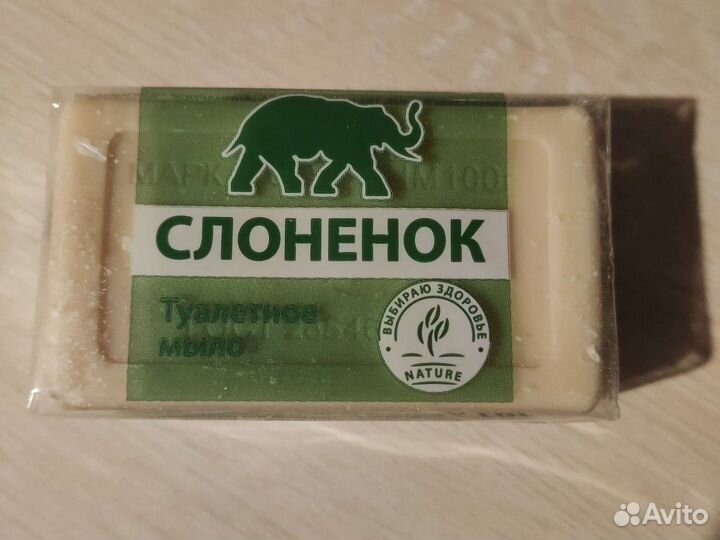 СЛОНЕНОК
Туалетное
мыло
ВЫБИРАЮ ЗДОРОВЬЕ
NATURE
Avito